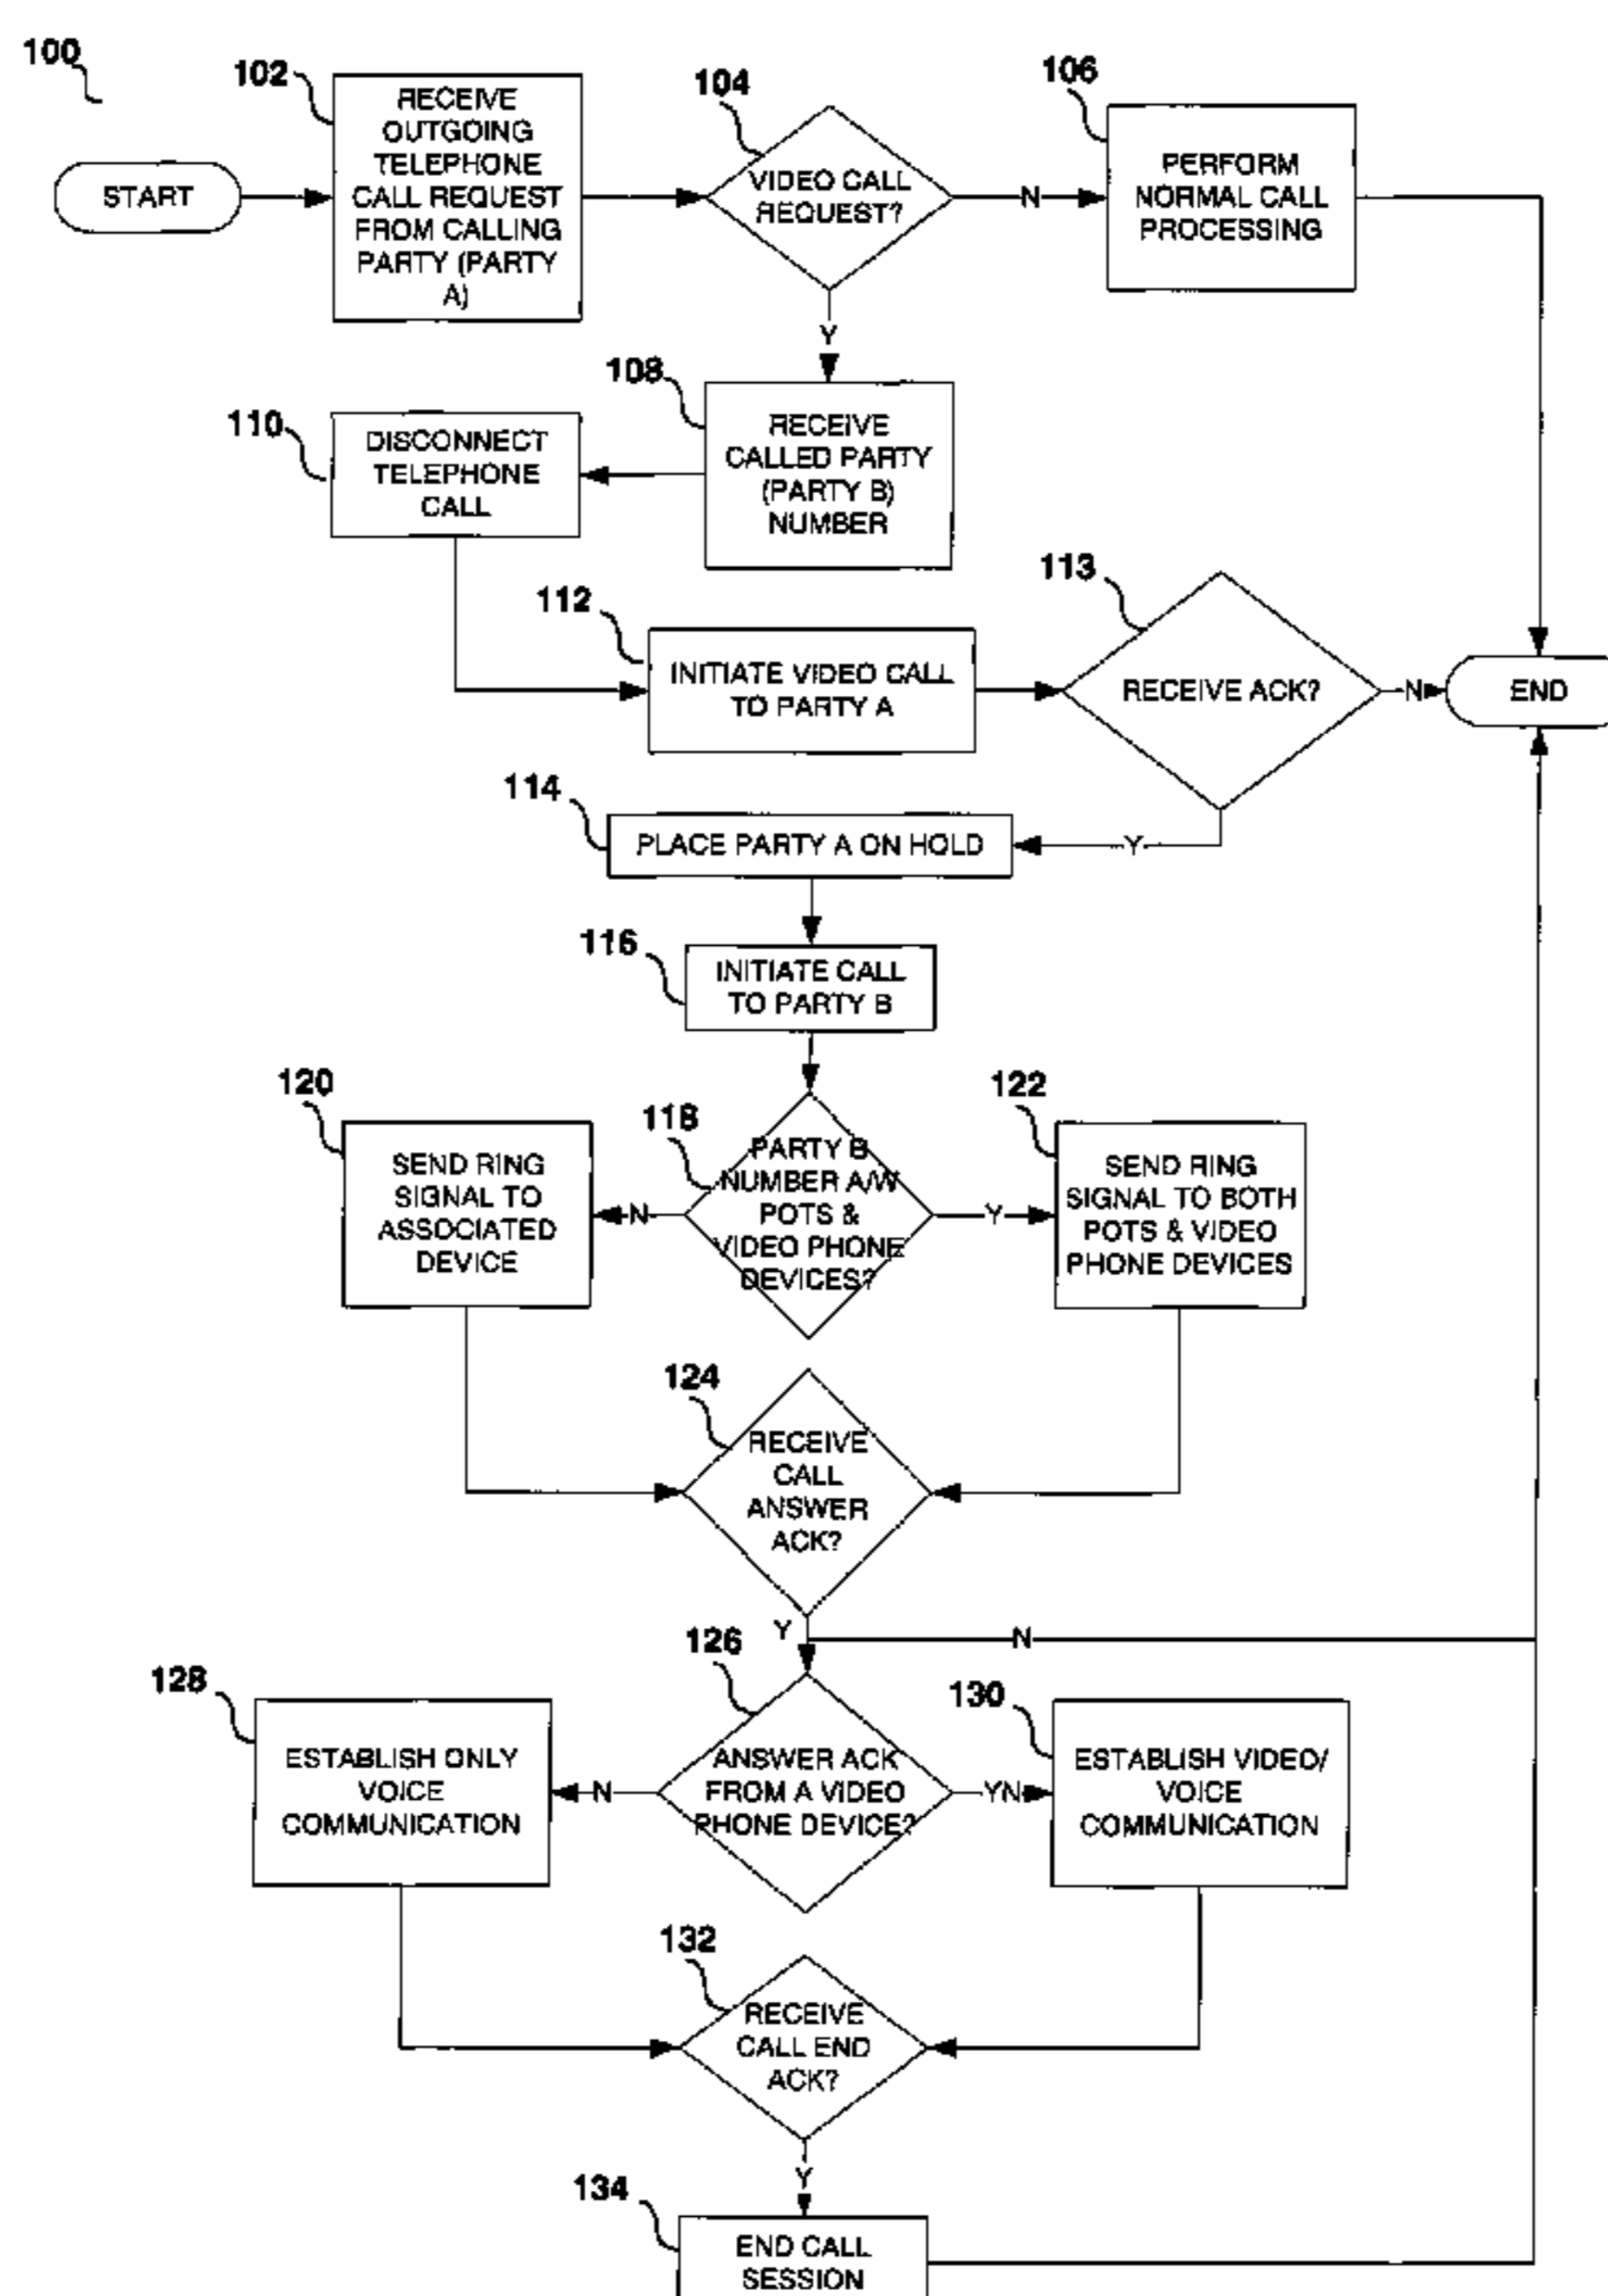 100
102
RECEIVE
OUTGOING
TELEPHONE
CALL REQUEST
FROM CALLING
PARTY (PARTY
A)
104
VIDEO CALL
REQUEST?
106
PERFORM
NORMAL CALL
PROCESSING
START
N
Y
108
RECEIVE
CALLED PARTY
(PARTY B)
NUMBER
110
DISCONNECT
TELEPHONE
CALL
112
INITIATE VIDEO CALL
TO PARTY A
113
RECEIVE ACK?
N
END
Y
114
PLACE PARTY A ON HOLD
116
INITIATE CALL
TO PARTY B
118
PARTY B
NUMBER A/W
POTS &
VIDEO PHONE
DEVICES?
N
Y
120
SEND RING
SIGNAL TO
ASSOCIATED
DEVICE
122
SEND RING
SIGNAL TO BOTH
POTS & VIDEO
PHONE DEVICES
124
RECEIVE
CALL
ANSWER
ACK?
Y
N
126
ANSWER ACK
FROM A VIDEO
PHONE DEVICE?
N
YN
128
ESTABLISH ONLY
VOICE
COMMUNICATION
130
ESTABLISH VIDEO/
VOICE
COMMUNICATION
132
RECEIVE
CALL END
ACK?
Y
134
END CALL
SESSION